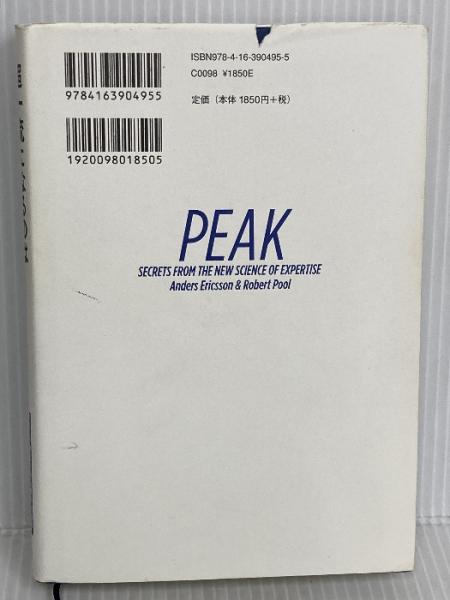 ISBN978-4-16-390495-5
C0098 ¥1850E
定価（本体1850円+税）
9784163904955
1920098018505
PEAK
SECRETS FROM THE NEW SCIENCE OF EXPERTISE
Anders Ericsson & Robert Pool